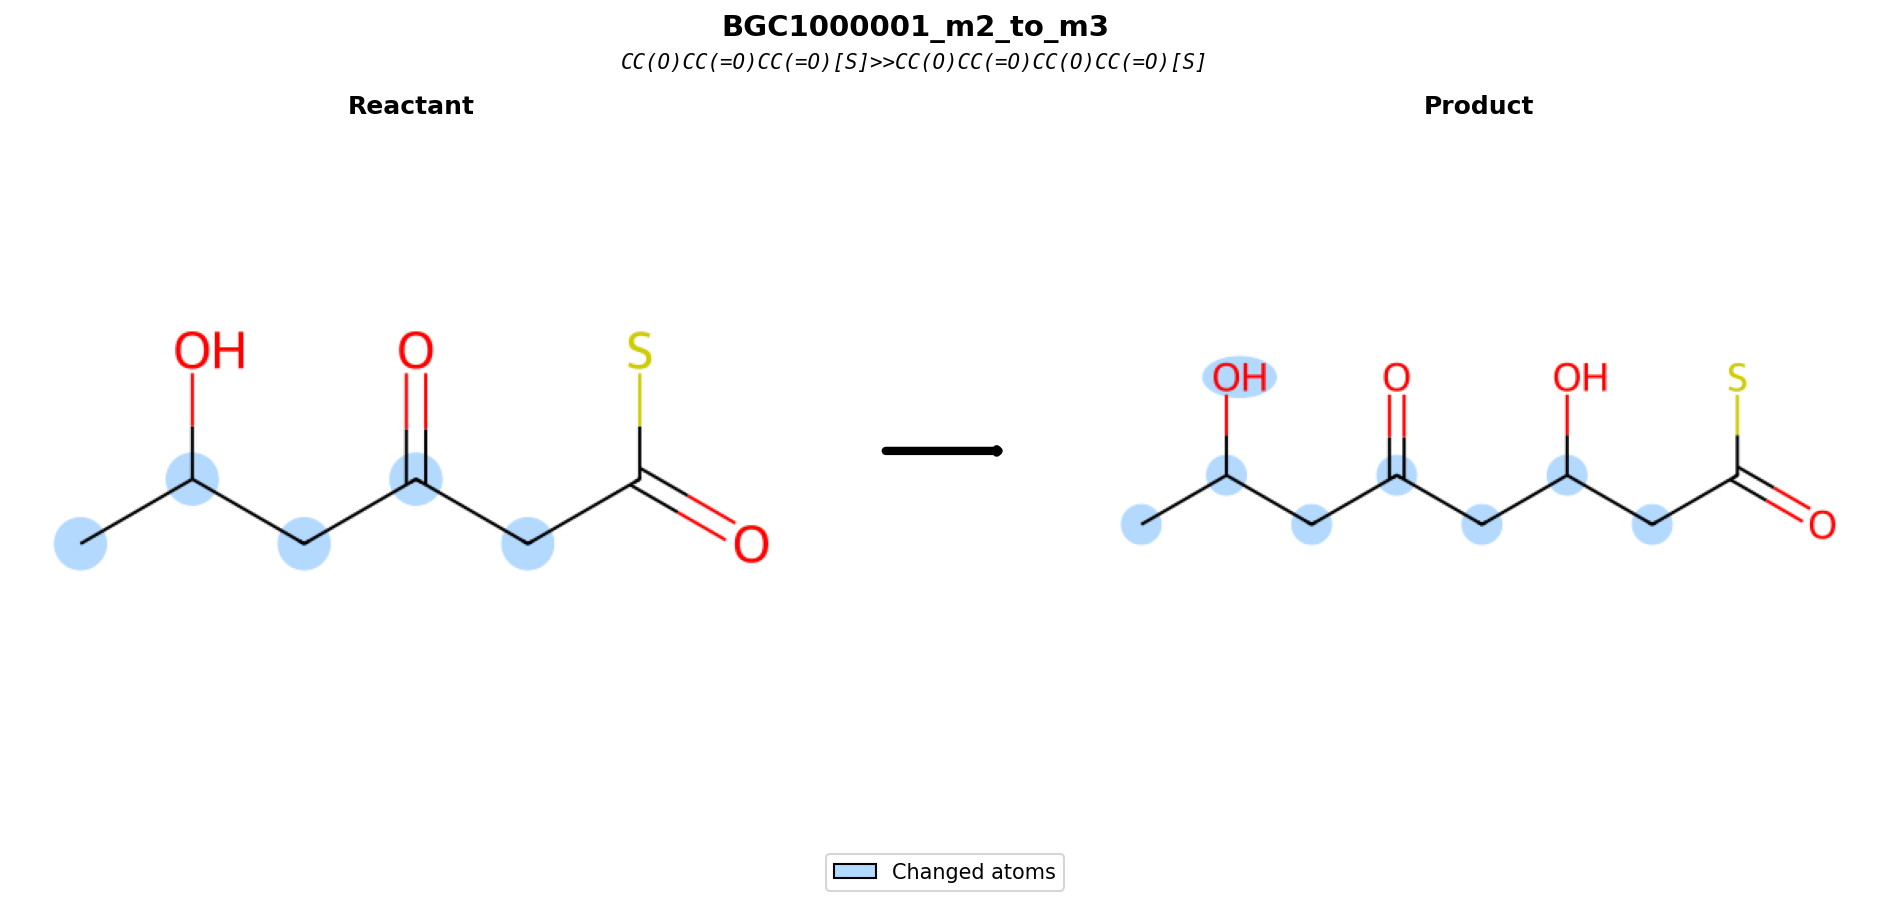 BGC1000001_m2_to_m3
CC(O)CC(=O)CC(=O)[S]>>CC(O)CC(=O)CC(O)CC(=O)[S]
Reactant
Product
OH O S
O
OH O OH S
O
Changed atoms